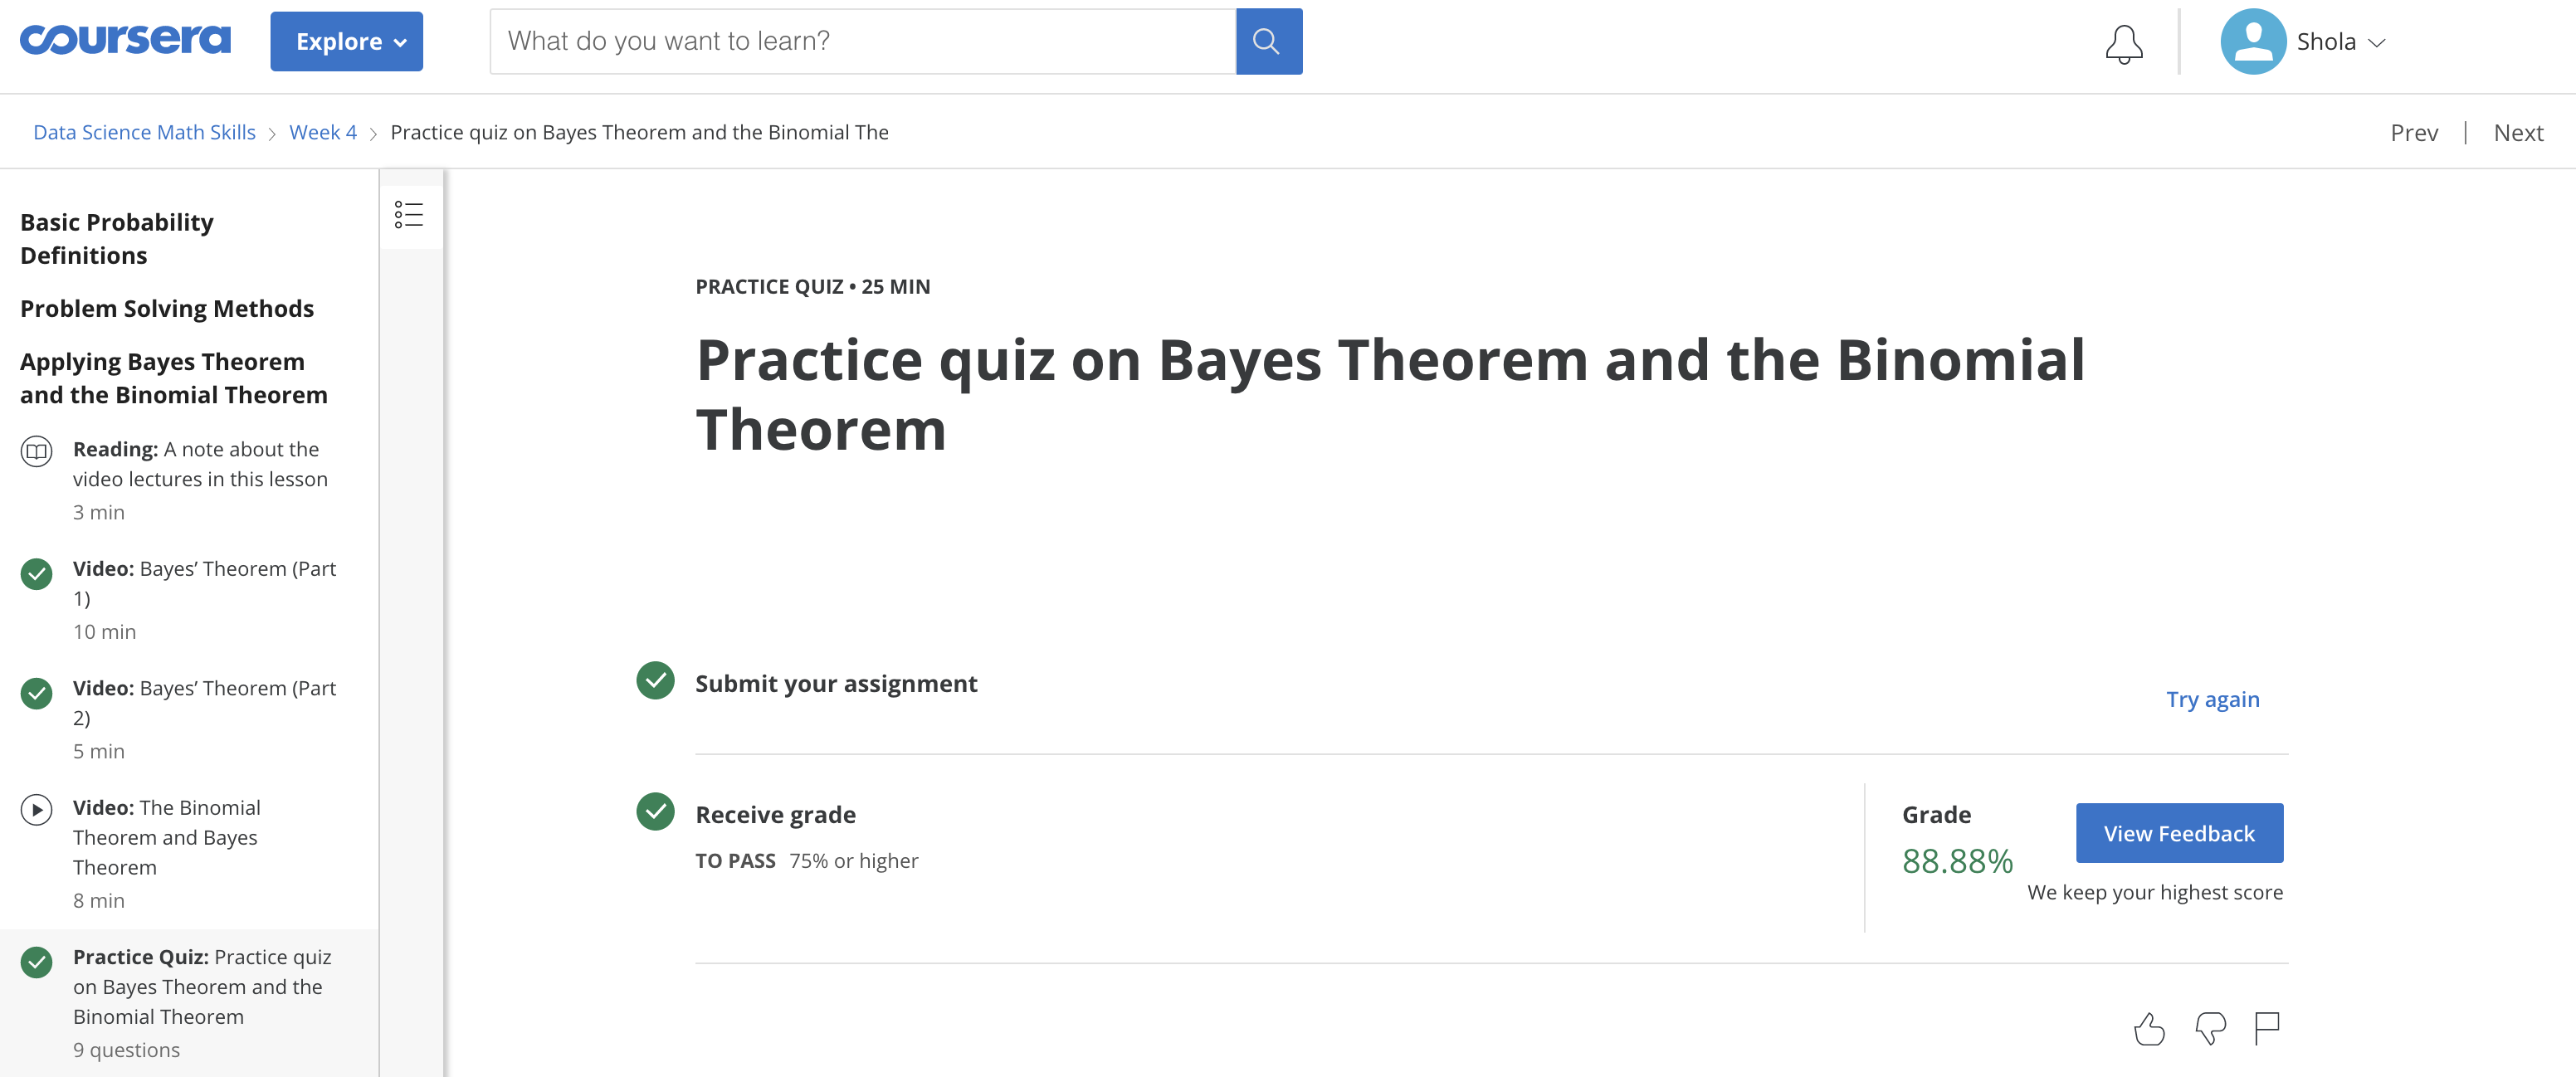 coursera
Explore
What do you want to learn?
Shola
Data Science Math Skills
Week 4
Practice quiz on Bayes Theorem and the Binomial The
Prev
Next
Basic Probability
Definitions
Problem Solving Methods
Applying Bayes Theorem
and the Binomial Theorem
Reading: A note about the
video lectures in this lesson
3 min
Video: Bayes’ Theorem (Part
1)
10 min
Video: Bayes’ Theorem (Part
2)
5 min
Video: The Binomial
Theorem and Bayes
Theorem
8 min
Practice Quiz: Practice quiz
on Bayes Theorem and the
Binomial Theorem
9 questions
PRACTICE QUIZ • 25 MIN
Practice quiz on Bayes Theorem and the Binomial
Theorem
Submit your assignment
Try again
Receive grade
TO PASS 75% or higher
Grade
88.88%
View Feedback
We keep your highest score